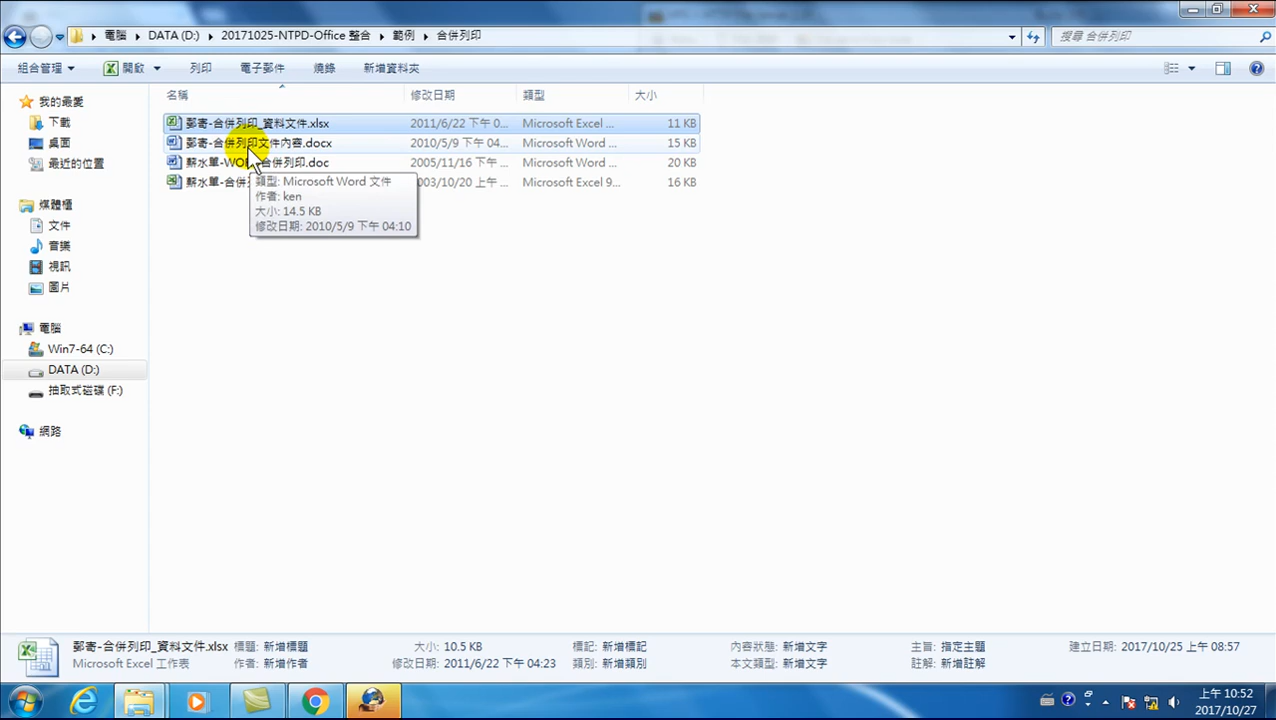 電腦 ▸ DATA (D:) ▸ 20171025-NTPD-Office 整合 ▸ 範例 ▸ 合併列印
搜尋 合併列印
組合管理 開啟 列印 電子郵件 燒錄 新增資料夾
我的最愛
下載
桌面
最近的位置
媒體櫃
文件
音樂
視訊
圖片
電腦
Win7-64 (C:)
DATA (D:)
抽取式磁碟 (F:)
網路
名稱 修改日期 類型 大小
郵寄-合併列印_資料文件.xlsx 2011/6/22 下午 0... Microsoft Excel ... 11 KB
郵寄-合併列印文件內容.docx 2010/5/9 下午 04... Microsoft Word ... 15 KB
薪水單-WO 合併列印.doc 2005/11/16 下午 ... Microsoft Word ... 20 KB
薪水單-合併 003/10/20 上午 ... Microsoft Excel 9... 16 KB
類型: Microsoft Word 文件
作者: ken
大小: 14.5 KB
修改日期: 2010/5/9 下午 04:10
郵寄-合併列印_資料文件.xlsx 標題: 新增標題 大小: 10.5 KB 標記: 新增標記 內容狀態: 新增文字 主旨: 指定主題 建立日期: 2017/10/25 上午 08:57
Microsoft Excel 工作表 作者: 新增作者 修改日期: 2011/6/22 下午 04:23 類別: 新增類別 本文類型: 新增文字 註解: 新增註解
上午 10:52
2017/10/27